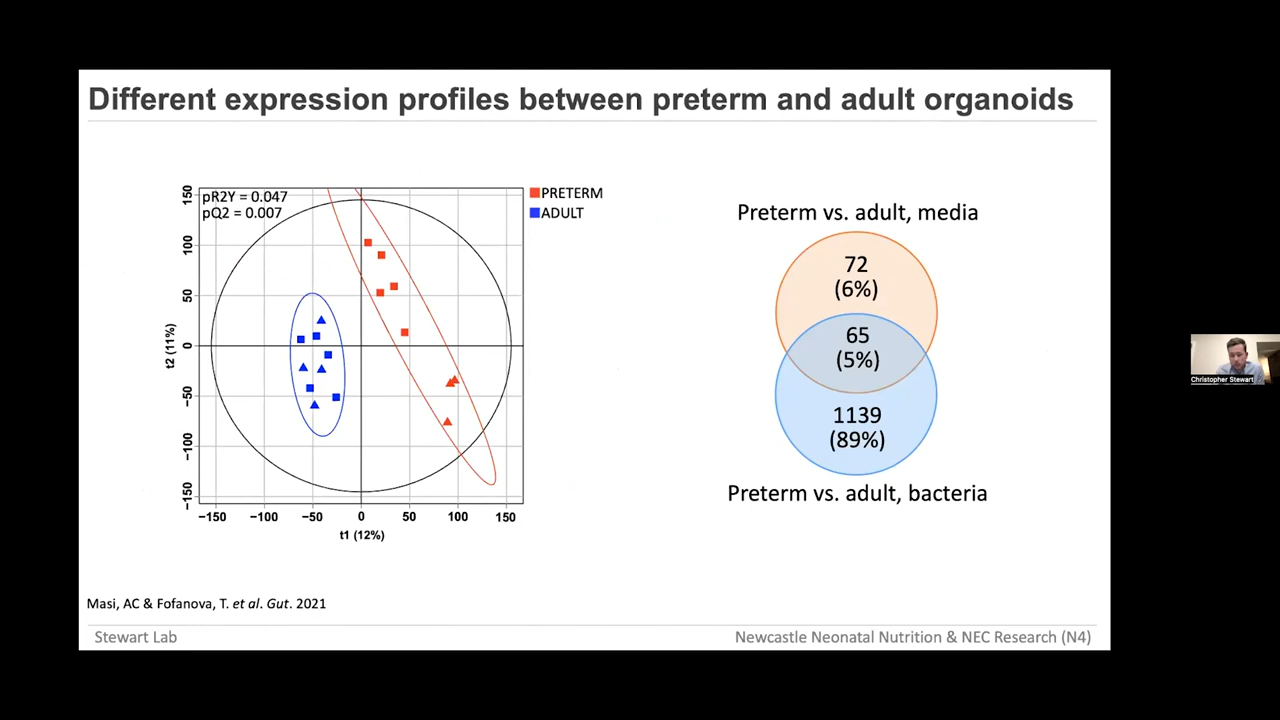 Different expression profiles between preterm and adult organoids
pR2Y = 0.047
pQ2 = 0.007
PRETERM
ADULT
t2 (11%)
150
100
50
0
−50
−100
−150
−150
−100
−50
0
50
100
150
t1 (12%)
Preterm vs. adult, media
72
(6%)
65
(5%)
1139
(89%)
Preterm vs. adult, bacteria
Masi, AC & Fofanova, T. et al. Gut. 2021
Stewart Lab
Newcastle Neonatal Nutrition & NEC Research (N4)
Christopher Stewart